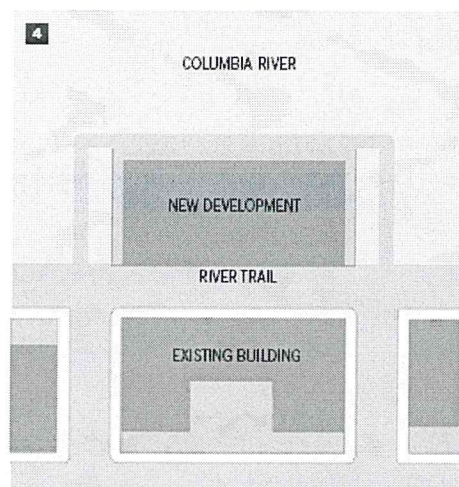 4
COLUMBIA RIVER
NEW DEVELOPMENT
RIVER TRAIL
EXISTING BUILDING